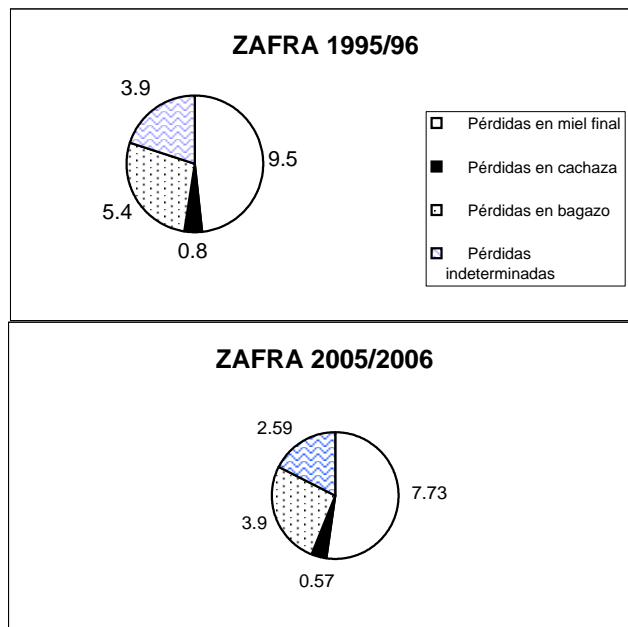 ZAFRA 1995/96
3.9
9.5
5.4
0.8
Pérdidas en miel final
Pérdidas en cachaza
Pérdidas en bagazo
Pérdidas
indeterminadas
ZAFRA 2005/2006
2.59
7.73
3.9
0.57